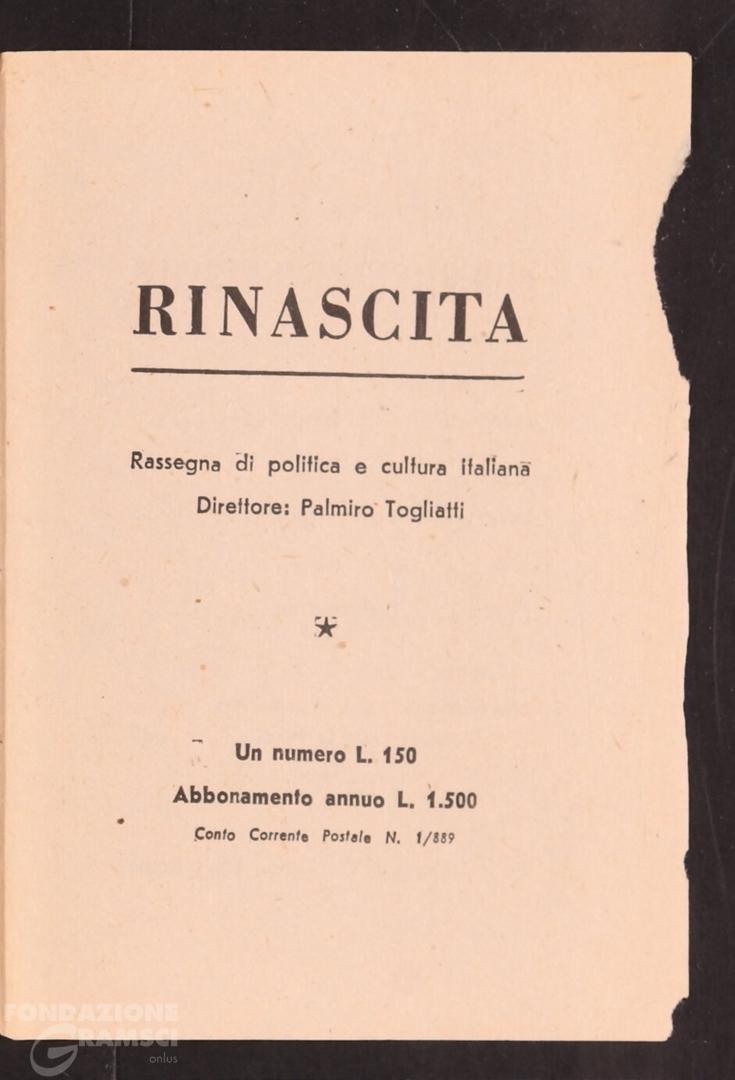 RINASCITA
Rassegna di politica e cultura italiana
Direttore: Palmiro Togliatti
Un numero L. 150
Abbonamento annuo L. 1.500
Conto Corrente Postale N. 1/889
FONDAZIONE
GRAMSCI
onlus